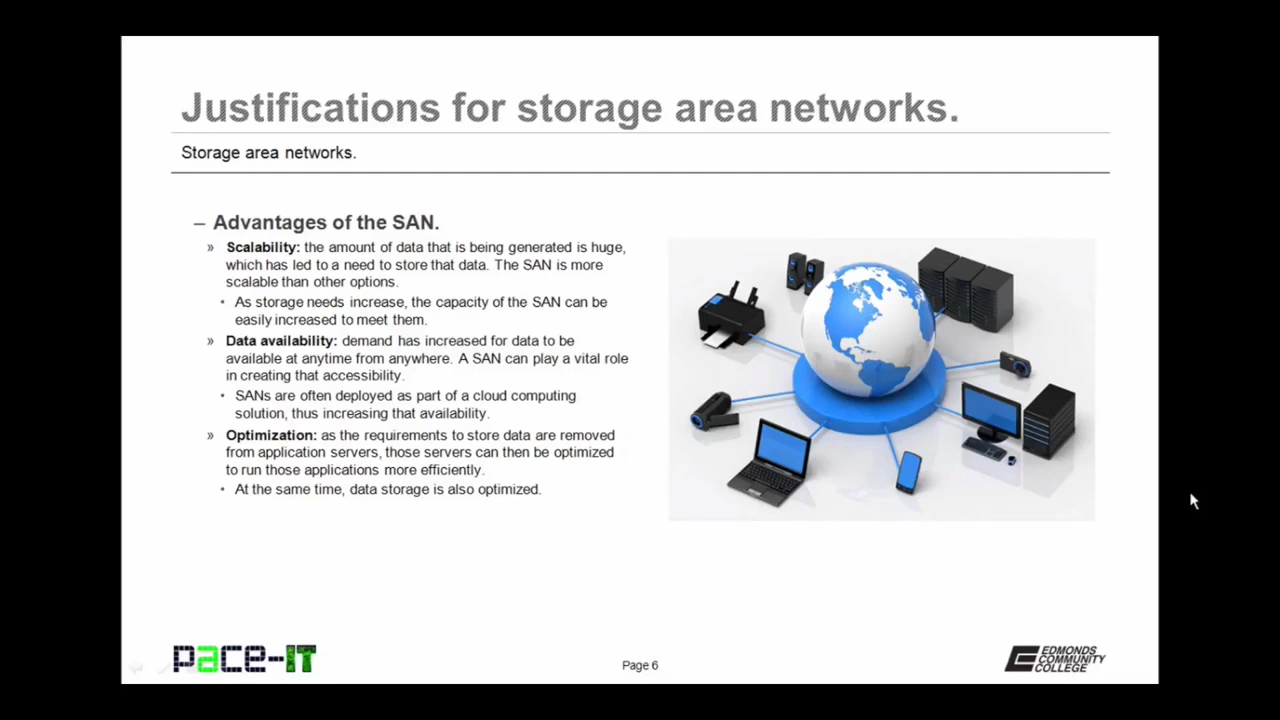 Justifications for storage area networks.
Storage area networks.
– Advantages of the SAN.
» Scalability: the amount of data that is being generated is huge,
which has led to a need to store that data. The SAN is more
scalable than other options.
• As storage needs increase, the capacity of the SAN can be
easily increased to meet them.
» Data availability: demand has increased for data to be
available at anytime from anywhere. A SAN can play a vital role
in creating that accessibility.
• SANs are often deployed as part of a cloud computing
solution, thus increasing that availability.
» Optimization: as the requirements to store data are removed
from application servers, those servers can then be optimized
to run those applications more efficiently.
• At the same time, data storage is also optimized.
pace-IT
Page 6
EDMONDS
COMMUNITY
COLLEGE